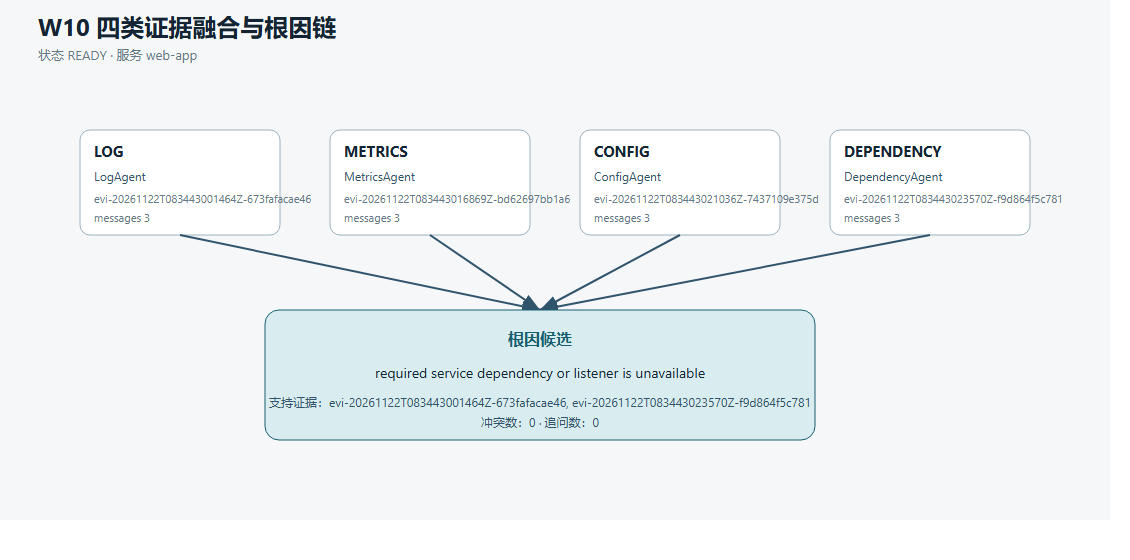 W10 四类证据融合与根因链
状态 READY · 服务 web-app
LOG
LogAgent
evi-20261122T083443001464Z-673fafacae46
messages 3
METRICS
MetricsAgent
evi-20261122T083443016869Z-bd62697bb1a6
messages 3
CONFIG
ConfigAgent
evi-20261122T083443021036Z-7437109e375d
messages 3
DEPENDENCY
DependencyAgent
evi-20261122T083443023570Z-f9d864f5c781
messages 3
根因候选
required service dependency or listener is unavailable
支持证据：evi-20261122T083443001464Z-673fafacae46, evi-20261122T083443023570Z-f9d864f5c781
冲突数：0 · 追问数：0